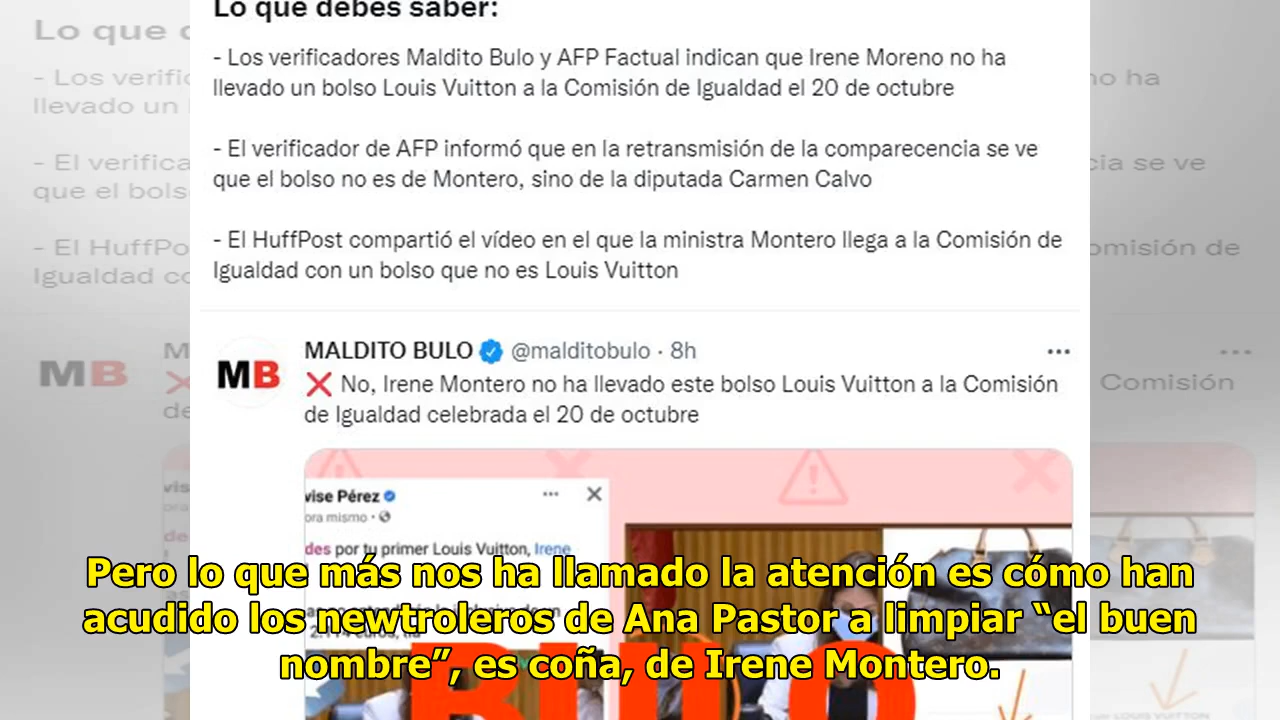 Lo que debes saber:
- Los verificadores Maldito Bulo y AFP Factual indican que Irene Moreno no ha
llevado un bolso Louis Vuitton a la Comisión de Igualdad el 20 de octubre
- El verificador de AFP informó que en la retransmisión de la comparecencia se ve
que el bolso no es de Montero, sino de la diputada Carmen Calvo
- El HuffPost compartió el vídeo en el que la ministra Montero llega a la Comisión de
Igualdad con un bolso que no es Louis Vuitton
MB
MALDITO BULO @malditobulo · 8h
❌ No, Irene Montero no ha llevado este bolso Louis Vuitton a la Comisión
de Igualdad celebrada el 20 de octubre
vise Pérez
ora mismo
des por tu primer Louis Vuitton, Irene
BULO
Pero lo que más nos ha llamado la atención es cómo han
acudido los newtroleros de Ana Pastor a limpiar “el buen
nombre”, es coña, de Irene Montero.